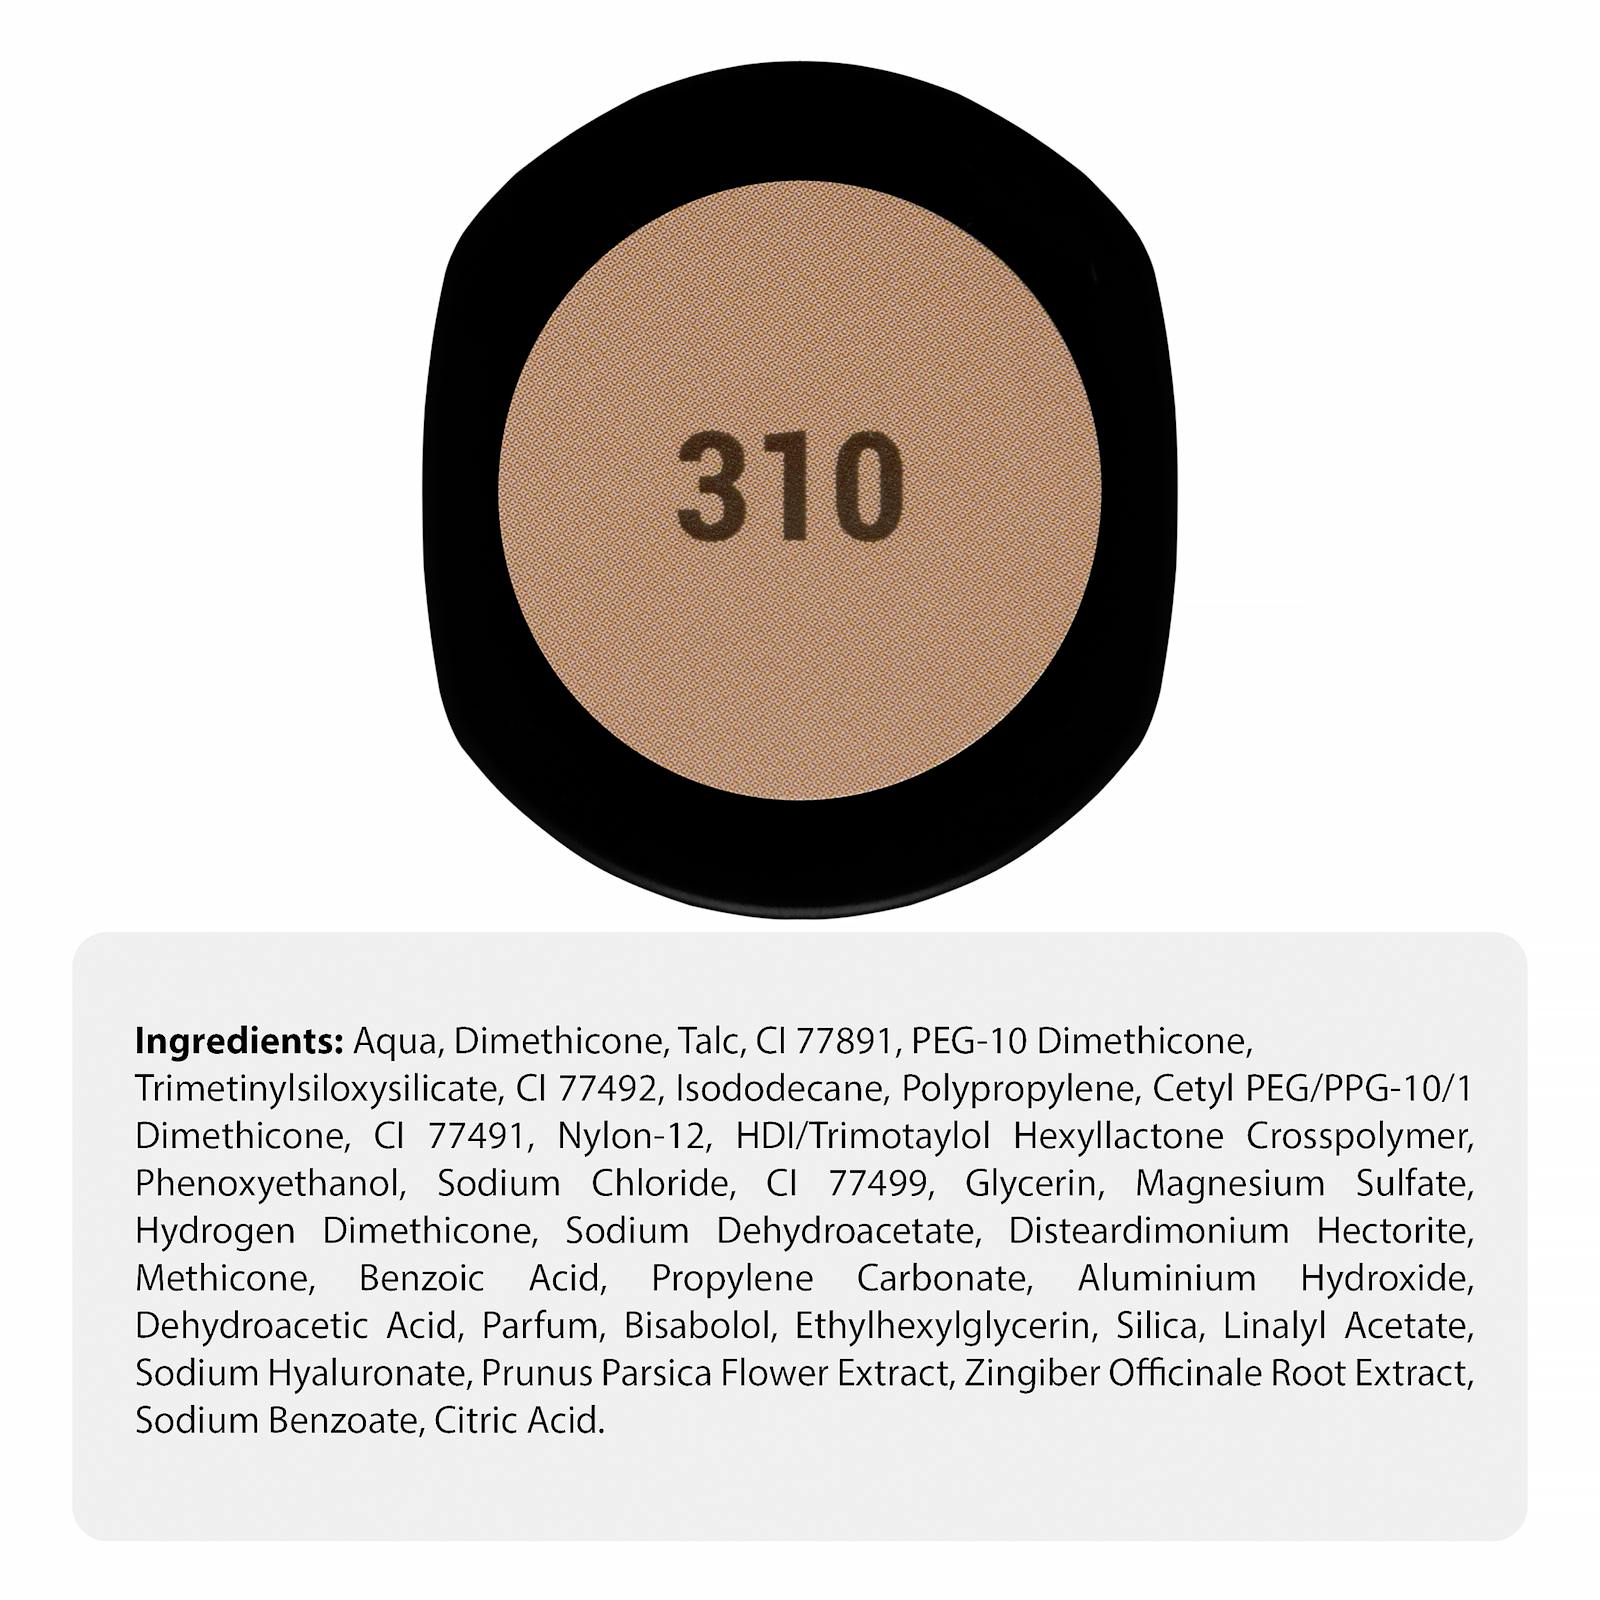 310
Ingredients: Aqua, Dimethicone, Talc, CI 77891, PEG-10 Dimethicone,
Trimetinylsiloxysilicate, CI 77492, Isododecane, Polypropylene, Cetyl PEG/PPG-10/1
Dimethicone, CI 77491, Nylon-12, HDI/Trimotaylol Hexyllactone Crosspolymer,
Phenoxyethanol, Sodium Chloride, CI 77499, Glycerin, Magnesium Sulfate,
Hydrogen Dimethicone, Sodium Dehydroacetate, Disteardimonium Hectorite,
Methicone, Benzoic Acid, Propylene Carbonate, Aluminium Hydroxide,
Dehydroacetic Acid, Parfum, Bisabolol, Ethylhexylglycerin, Silica, Linalyl Acetate,
Sodium Hyaluronate, Prunus Parsica Flower Extract, Zingiber Officinale Root Extract,
Sodium Benzoate, Citric Acid.